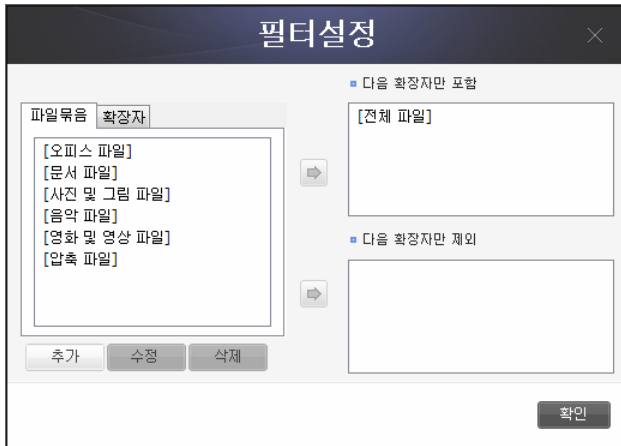 필터설정
파일묶음 확장자
[오피스 파일]
[문서 파일]
[사진 및 그림 파일]
[음악 파일]
[영화 및 영상 파일]
[압축 파일]
추가 수정 삭제
다음 확장자만 포함
[전체 파일]
다음 확장자만 제외
확인